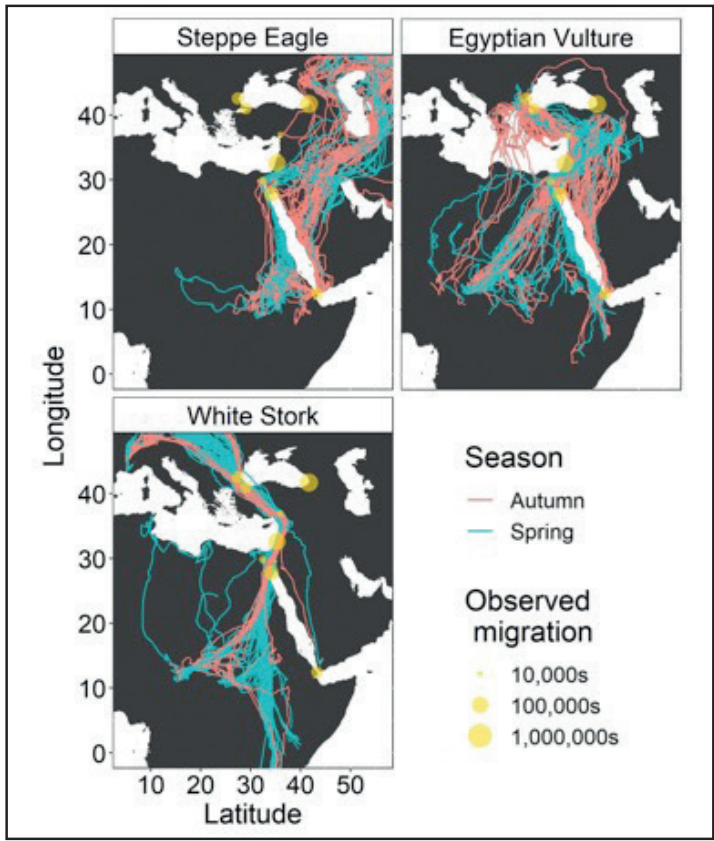 Steppe Eagle
Egyptian Vulture
40
30
20
10
0
White Stork
40
30
20
10
0
10 20 30 40 50
Longitude
Latitude
Season
Autumn
Spring
Observed
migration
10,000s
100,000s
1,000,000s